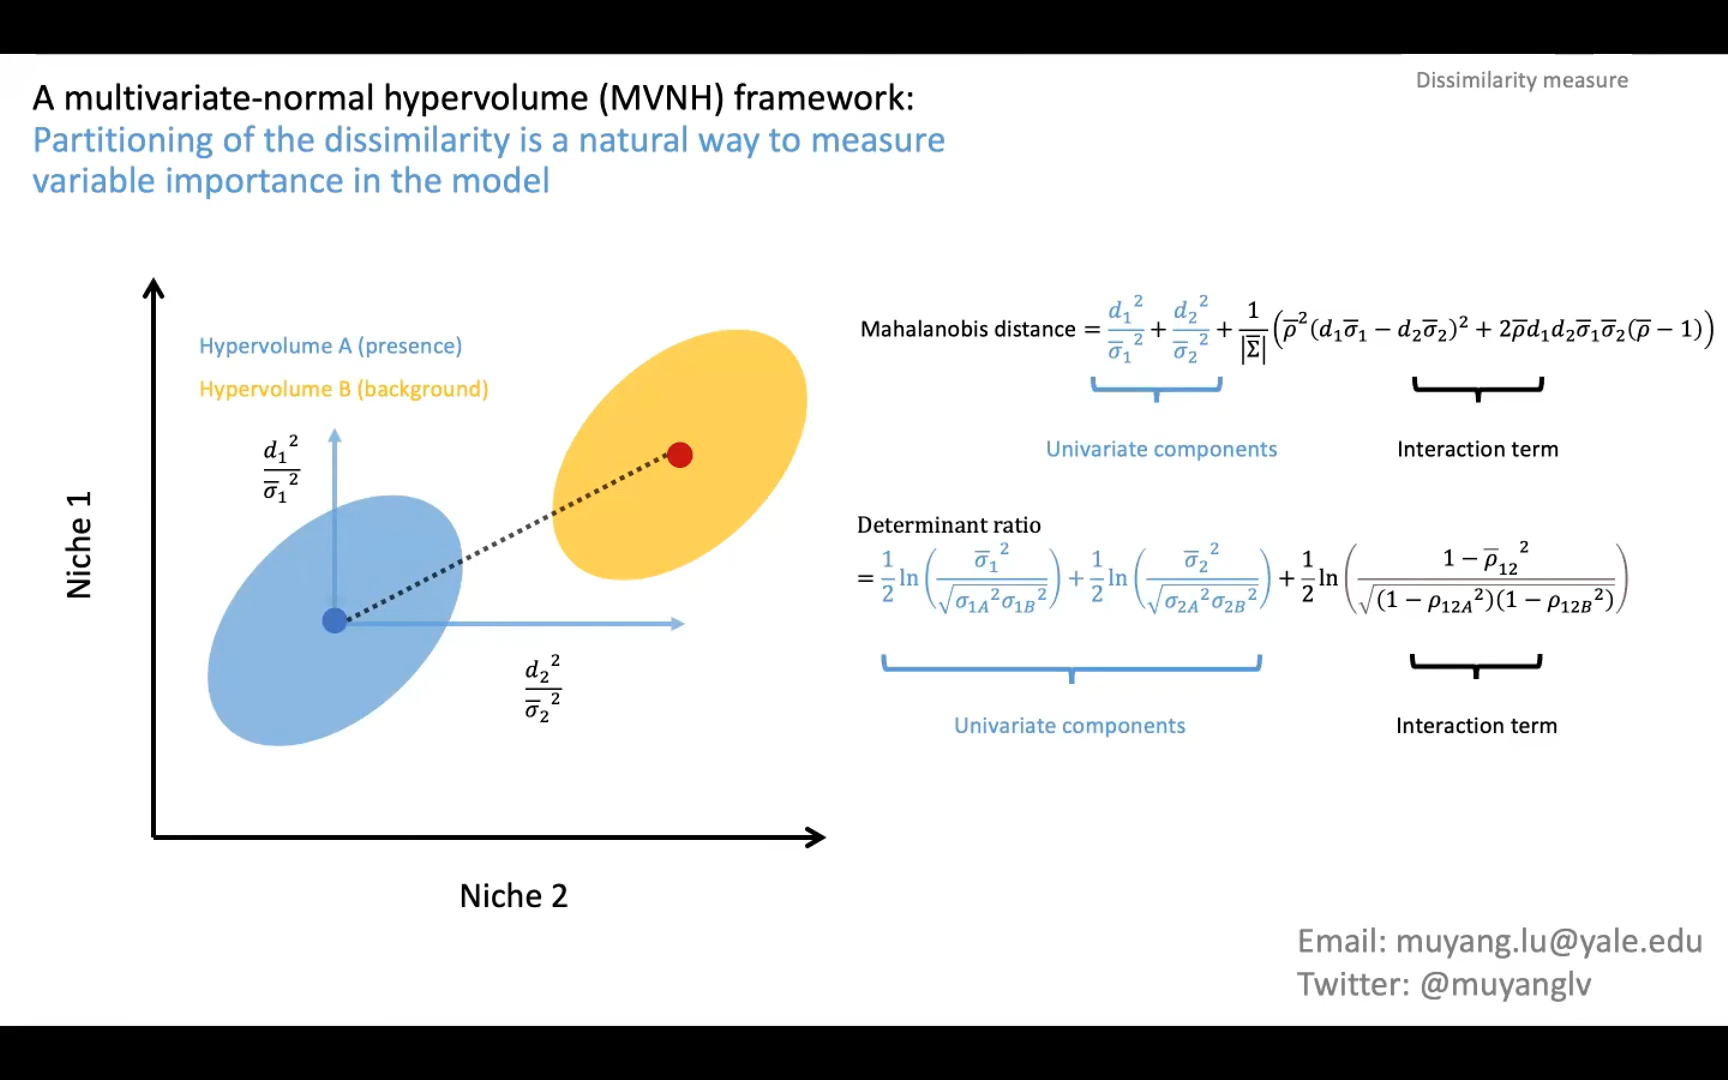 Dissimilarity measure
A multivariate-normal hypervolume (MVNH) framework:
Partitioning of the dissimilarity is a natural way to measure
variable importance in the model
Hypervolume A (presence)
Hypervolume B (background)
d₁²/σ̅₁²
d₂²/σ̅₂²
Niche 1
Niche 2
Mahalanobis distance = d₁²/σ̅₁² + d₂²/σ̅₂² + 1/|Σ̅| (ρ̅²(d₁σ̅₁ − d₂σ̅₂)² + 2ρ̅d₁d₂σ̅₁σ̅₂(ρ̅ − 1))
Univariate components
Interaction term
Determinant ratio
= 1/2 ln(σ̅₁²/√(σ₁A²σ₁B²)) + 1/2 ln(σ̅₂²/√(σ₂A²σ₂B²)) + 1/2 ln((1 − ρ̅₁₂²)/√((1 − ρ₁₂A²)(1 − ρ₁₂B²)))
Univariate components
Interaction term
Email: muyang.lu@yale.edu
Twitter: @muyanglv